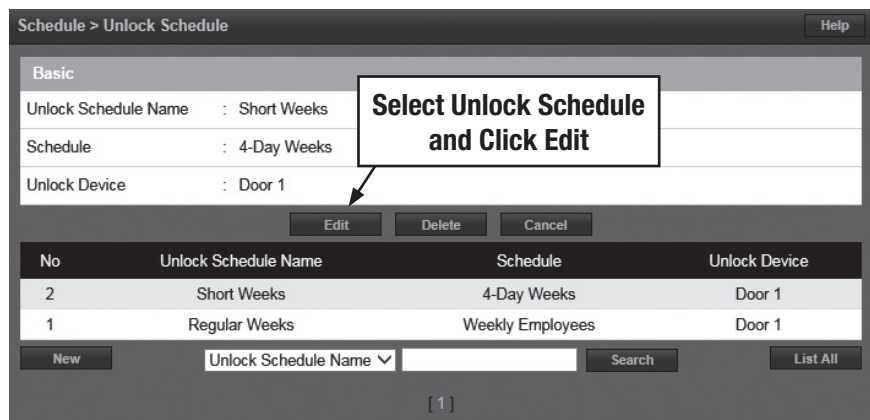 Schedule > Unlock Schedule Help
Basic
Unlock Schedule Name : Short Weeks
Schedule : 4-Day Weeks
Unlock Device : Door 1
Select Unlock Schedule
and Click Edit
Edit Delete Cancel
No Unlock Schedule Name Schedule Unlock Device
2 Short Weeks 4-Day Weeks Door 1
1 Regular Weeks Weekly Employees Door 1
New Unlock Schedule Name Search List All
[ 1 ]